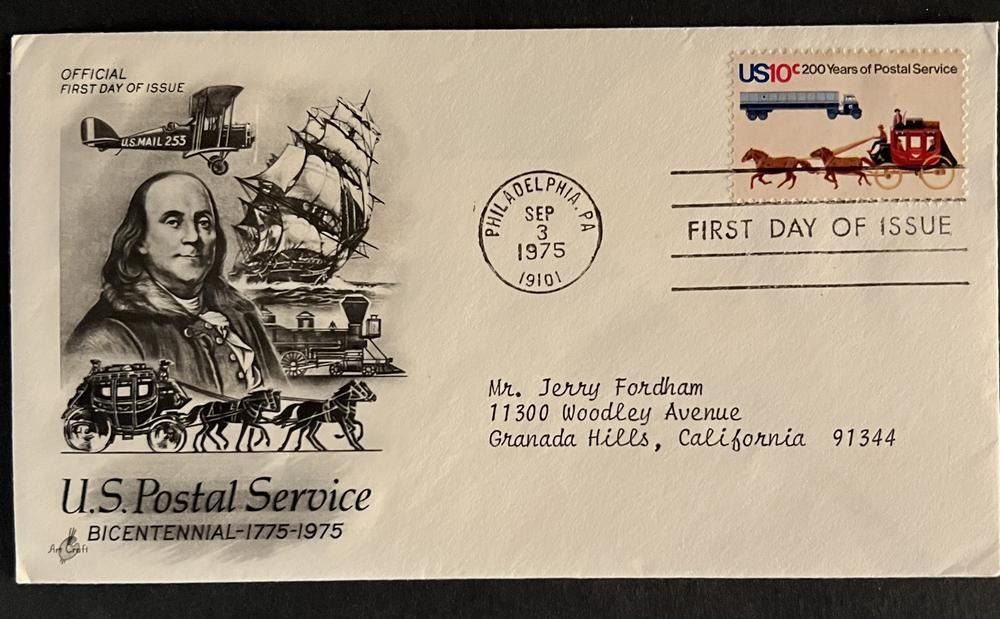 OFFICIAL
FIRST DAY OF ISSUE
U.S.MAIL 253
US10c 200 Years of Postal Service
PHILADELPHIA, PA
SEP
3
1975
19101
FIRST DAY OF ISSUE
Mr. Jerry Fordham
11300 Woodley Avenue
Granada Hills, California 91344
U.S. Postal Service
BICENTENNIAL-1775-1975
Art Craft